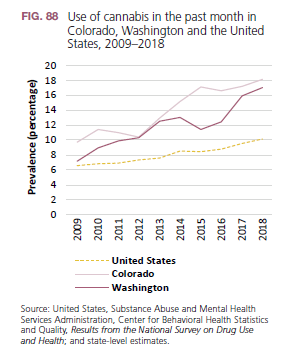 FIG. 88 Use of cannabis in the past month in
Colorado, Washington and the United
States, 2009–2018
Prevalence (percentage)
20
18
16
14
12
10
8
6
4
2
0
2009
2010
2011
2012
2013
2014
2015
2016
2017
2018
United States
Colorado
Washington
Source: United States, Substance Abuse and Mental Health
Services Administration, Center for Behavioral Health Statistics
and Quality, Results from the National Survey on Drug Use
and Health; and state-level estimates.